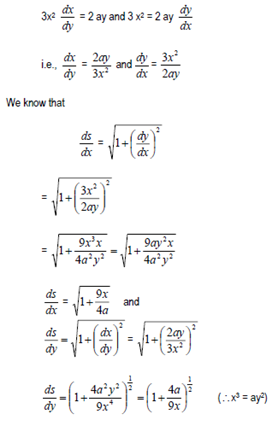 3x² dx/dy = 2 ay and 3 x² = 2 ay dy/dx
i.e., dx/dy = 2ay/3x² and dy/dx = 3x²/2ay
We know that
ds/dx = √(1+(dy/dx)²)
= √(1+(3x²/2ay)²)
= √(1+9x³x/4a²y²) = √(1+9ay²x/4a²y²)
ds/dx = √(1+9x/4a) and
ds/dy = √(1+(dx/dy)²) = √(1+(2ay/3x²)²)
ds/dy = (1+4a²y²/9x⁴)^½ = (1+4a/9x)^½ (∴x³ = ay²)